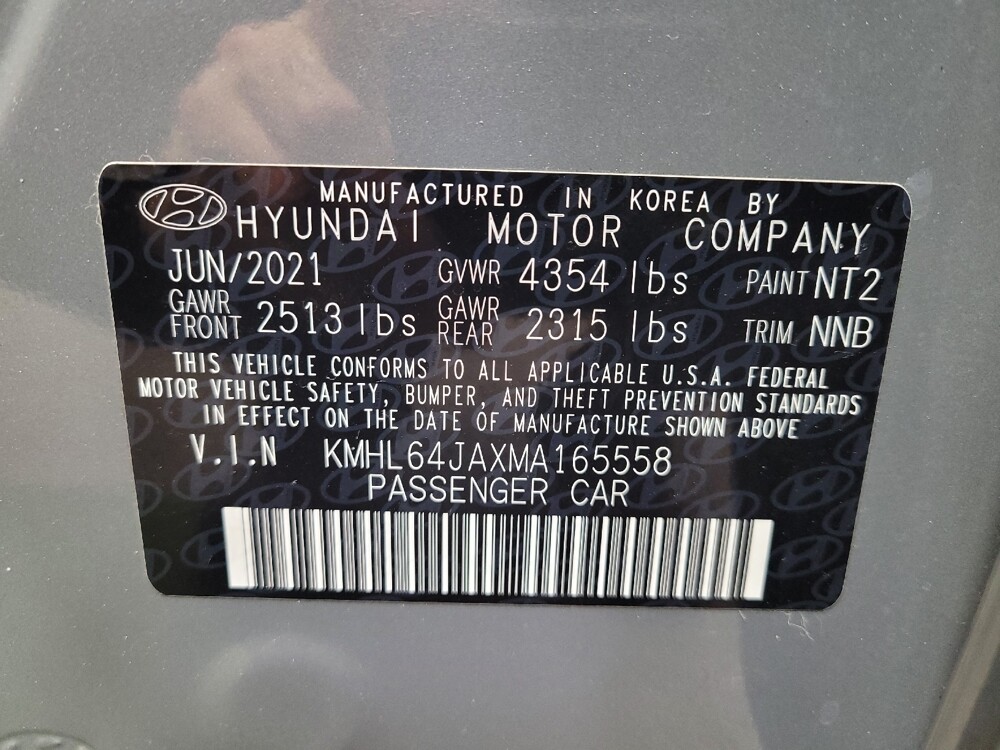 MANUFACTURED IN KOREA BY
HYUNDAI MOTOR COMPANY
JUN/2021 GVWR 4354 lbs PAINT NT2
GAWR FRONT 2513 lbs GAWR REAR 2315 lbs TRIM NNB
THIS VEHICLE CONFORMS TO ALL APPLICABLE U.S.A. FEDERAL
MOTOR VEHICLE SAFETY, BUMPER, AND THEFT PREVENTION STANDARDS
IN EFFECT ON THE DATE OF MANUFACTURE SHOWN ABOVE
V.I.N KMHL64JAXMA165558
PASSENGER CAR